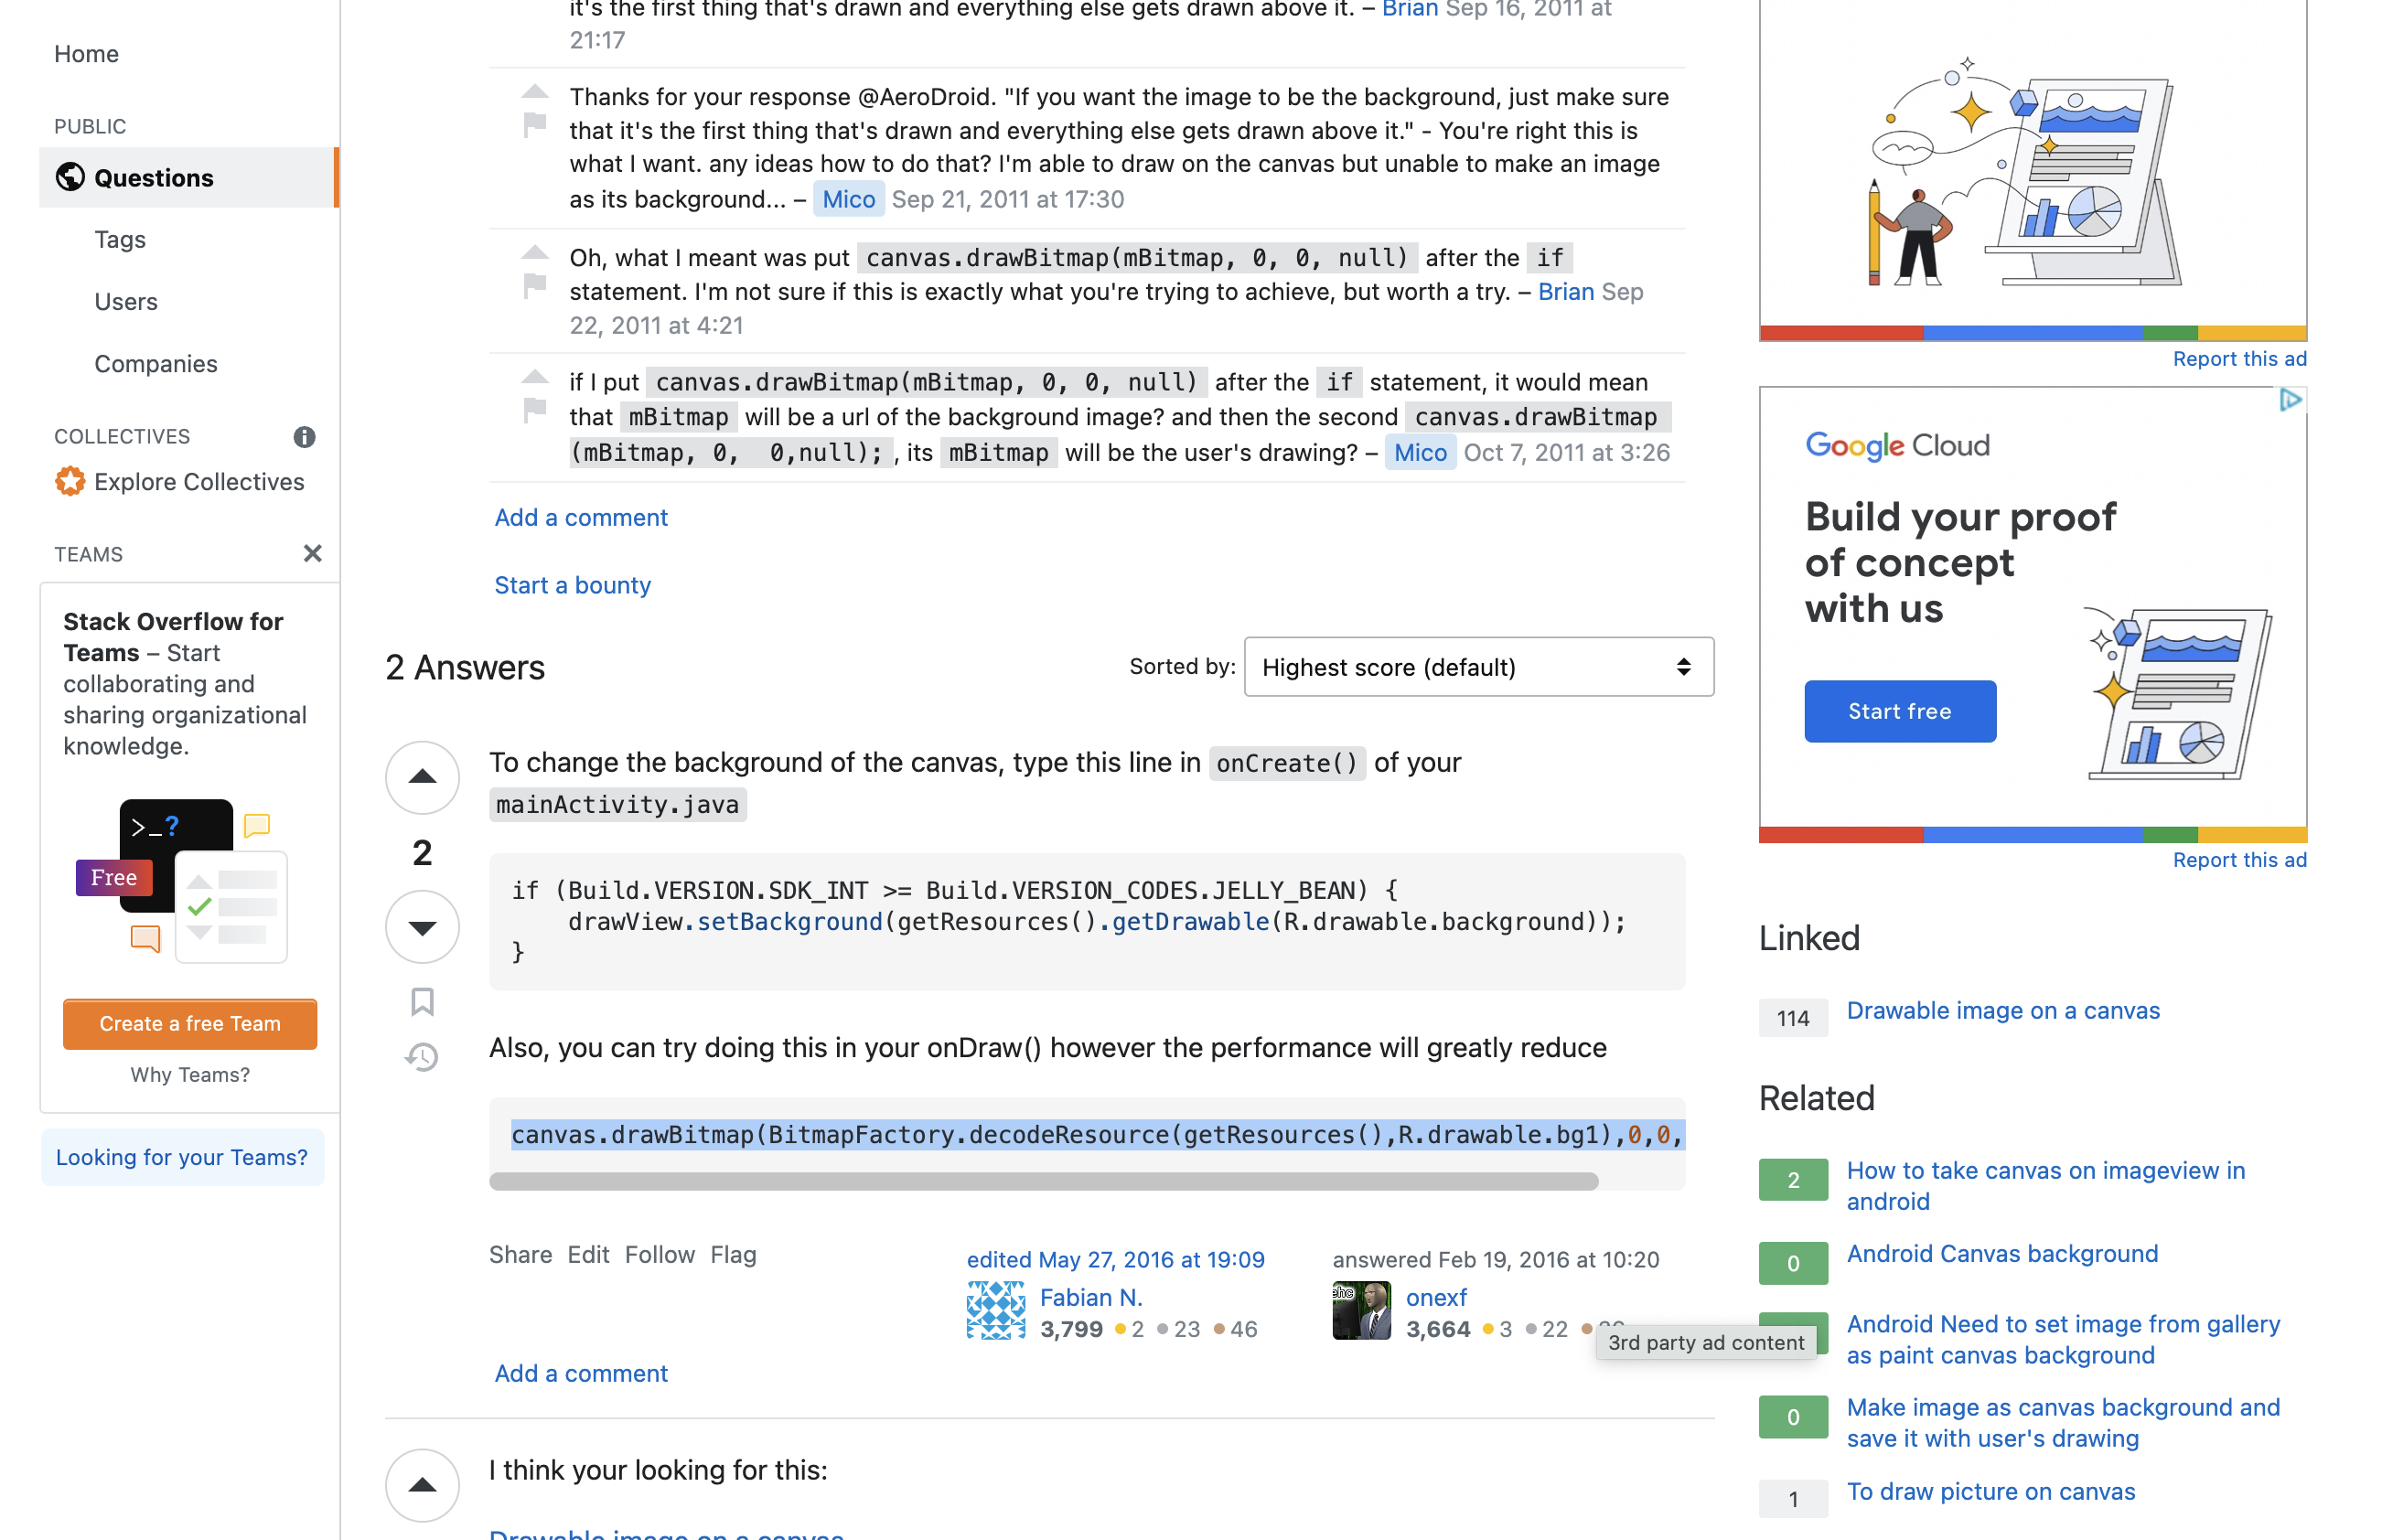 Home
PUBLIC
Questions
Tags
Users
Companies
COLLECTIVES
Explore Collectives
TEAMS
Stack Overflow for
Teams – Start
collaborating and
sharing organizational
knowledge.
>_?
Free
Create a free Team
Why Teams?
Looking for your Teams?
it's the first thing that's drawn and everything else gets drawn above it. – Brian Sep 16, 2011 at
21:17
Thanks for your response @AeroDroid. "If you want the image to be the background, just make sure
that it's the first thing that's drawn and everything else gets drawn above it." - You're right this is
what I want. any ideas how to do that? I'm able to draw on the canvas but unable to make an image
as its background... – Mico Sep 21, 2011 at 17:30
Oh, what I meant was put canvas.drawBitmap(mBitmap, 0, 0, null) after the if
statement. I'm not sure if this is exactly what you're trying to achieve, but worth a try. – Brian Sep
22, 2011 at 4:21
if I put canvas.drawBitmap(mBitmap, 0, 0, null) after the if statement, it would mean
that mBitmap will be a url of the background image? and then the second canvas.drawBitmap
(mBitmap, 0, 0,null); , its mBitmap will be the user's drawing? – Mico Oct 7, 2011 at 3:26
Add a comment
Start a bounty
2 Answers
Sorted by: Highest score (default)
2
To change the background of the canvas, type this line in onCreate() of your
mainActivity.java
if (Build.VERSION.SDK_INT >= Build.VERSION_CODES.JELLY_BEAN) {
drawView.setBackground(getResources().getDrawable(R.drawable.background));
}
Also, you can try doing this in your onDraw() however the performance will greatly reduce
canvas.drawBitmap(BitmapFactory.decodeResource(getResources(),R.drawable.bg1),0,0,
Share Edit Follow Flag
edited May 27, 2016 at 19:09
Fabian N.
3,799 2 23 46
answered Feb 19, 2016 at 10:20
onexf
3,664 3 22
3rd party ad content
Add a comment
I think your looking for this:
Drawable image on a canvas
Report this ad
Google Cloud
Build your proof
of concept
with us
Start free
Report this ad
Linked
114 Drawable image on a canvas
Related
2 How to take canvas on imageview in
android
0 Android Canvas background
Android Need to set image from gallery
as paint canvas background
0 Make image as canvas background and
save it with user's drawing
1 To draw picture on canvas